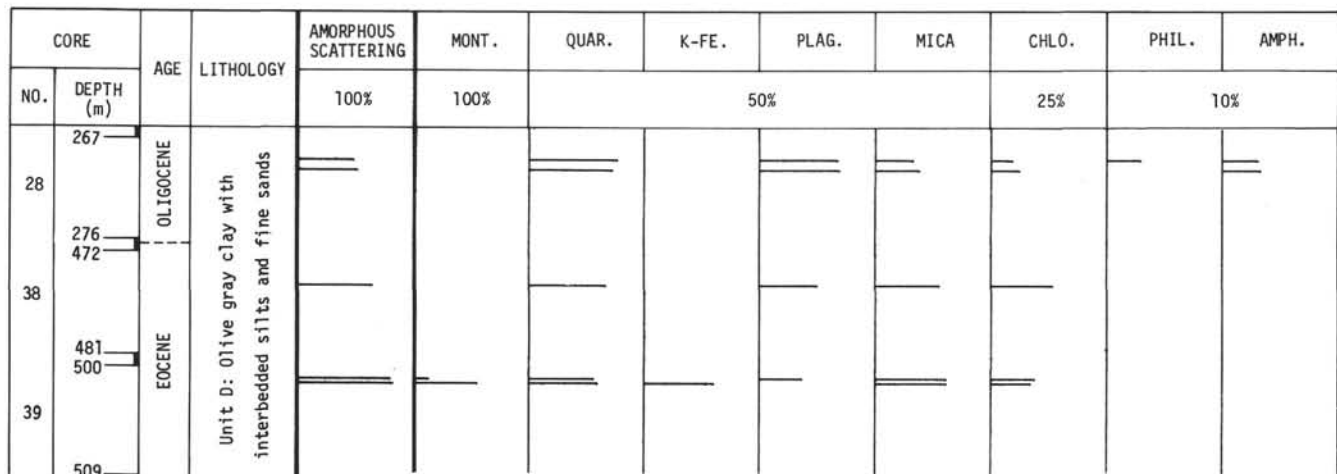 CORE
AGE
LITHOLOGY
AMORPHOUS
SCATTERING
MONT.
QUAR.
K-FE.
PLAG.
MICA
CHLO.
PHIL.
AMPH.
NO.
DEPTH
(m)
100%
100%
50%
25%
10%
267
28
276
472
38
481
500
39
509
OLIGOCENE
EOCENE
Unit D: Olive gray clay with
interbedded silts and fine sands